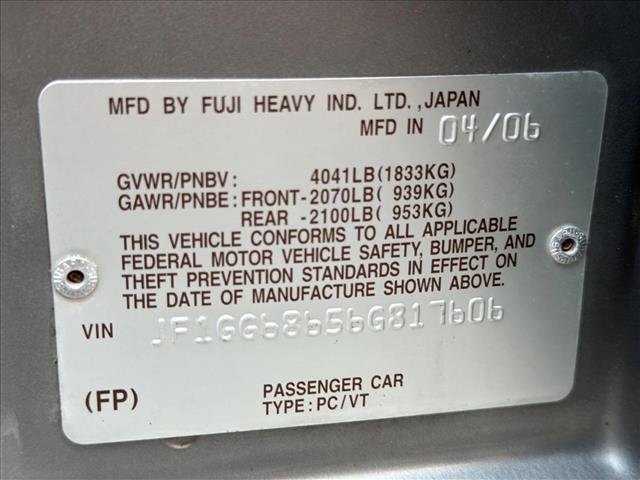 MFD BY FUJI HEAVY IND. LTD., JAPAN
MFD IN 04/06
GVWR/PNBV: 4041LB(1833KG)
GAWR/PNBE: FRONT-2070LB( 939KG)
REAR -2100LB( 953KG)
THIS VEHICLE CONFORMS TO ALL APPLICABLE
FEDERAL MOTOR VEHICLE SAFETY, BUMPER, AND
THEFT PREVENTION STANDARDS IN EFFECT ON
THE DATE OF MANUFACTURE SHOWN ABOVE.
VIN JF1GG68656G817606
(FP) PASSENGER CAR
TYPE: PC/VT